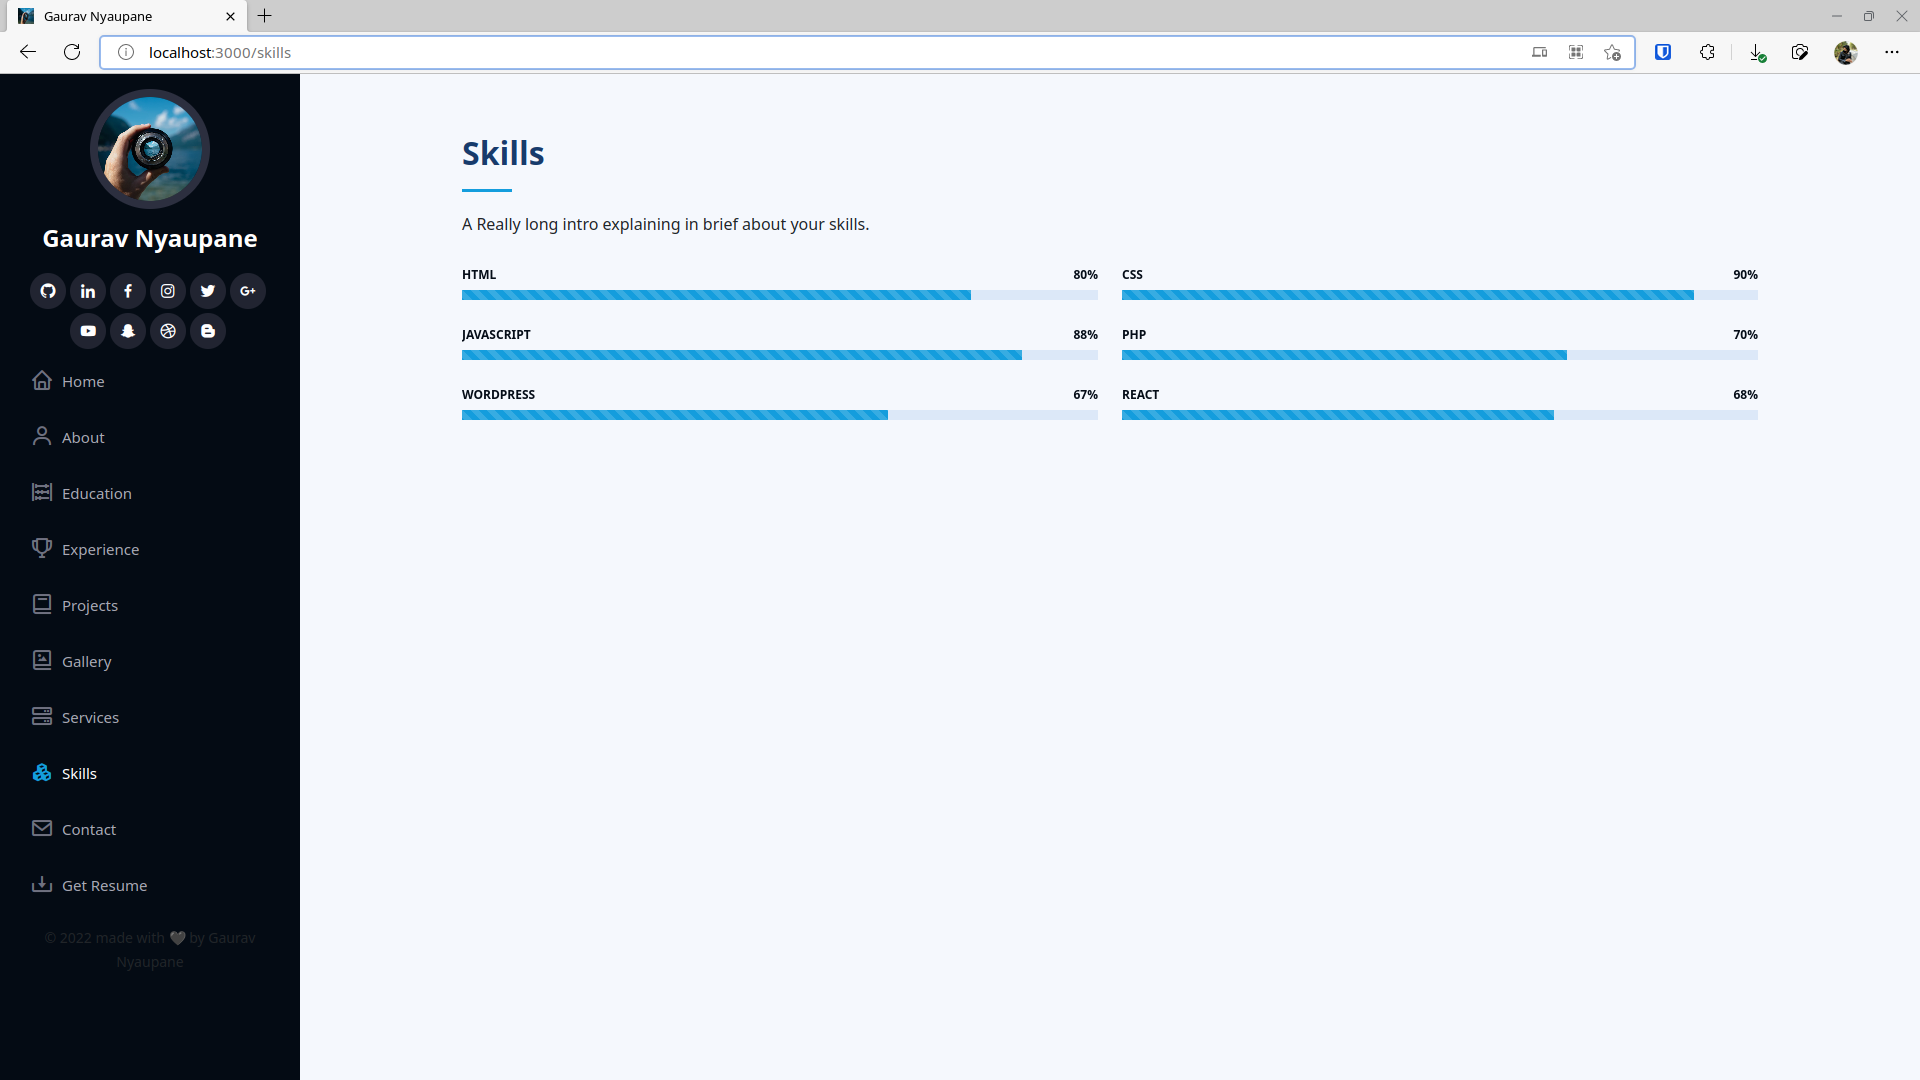 Gaurav Nyaupane
localhost:3000/skills
Gaurav Nyaupane
Home
About
Education
Experience
Projects
Gallery
Services
Skills
Contact
Get Resume
© 2022 made with 🖤 by Gaurav
Nyaupane
Skills
A Really long intro explaining in brief about your skills.
HTML 80%
CSS 90%
JAVASCRIPT 88%
PHP 70%
WORDPRESS 67%
REACT 68%